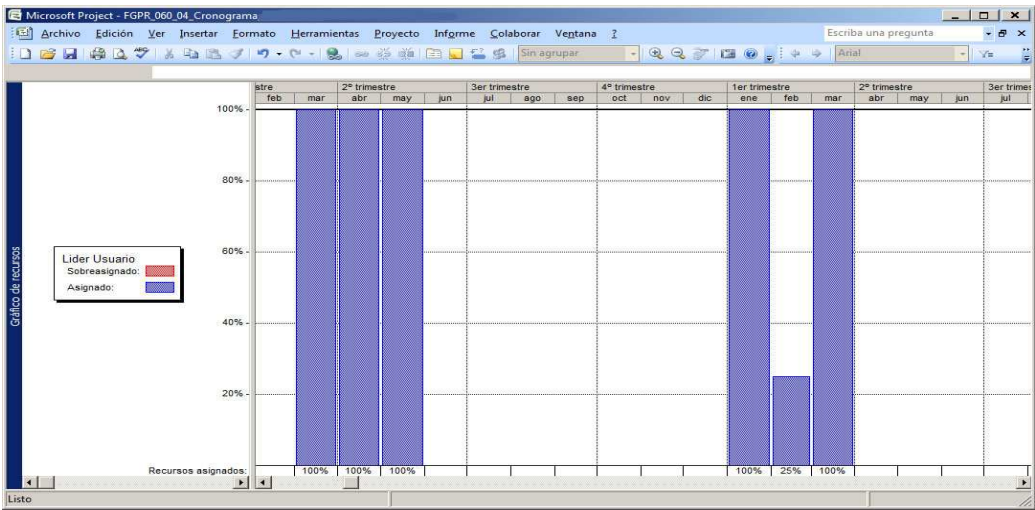 Microsoft Project - FGPR_060_04_Cronograma
Archivo Edición Ver Insertar Formato Herramientas Proyecto Informe Colaborar Ventana ? Escriba una pregunta
Sin agrupar Arial
stre 2º trimestre 3er trimestre 4º trimestre 1er trimestre 2º trimestre 3er trimes
feb mar abr may jun jul ago sep oct nov dic ene feb mar abr may jun jul
100%
80%
60%
40%
20%
Gráfico de recursos
Lider Usuario
Sobreasignado:
Asignado:
Recursos asignados: 100% 100% 100% 100% 25% 100%
Listo